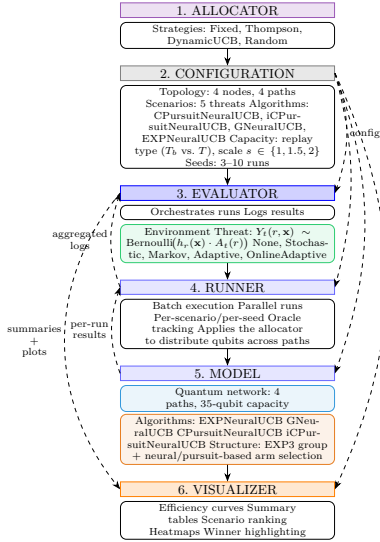 1. ALLOCATOR
Strategies: Fixed, Thompson,
DynamicUCB, Random
2. CONFIGURATION
Topology: 4 nodes, 4 paths
Scenarios: 5 threats Algorithms:
CPursuitNeuralUCB, iCPur-
suitNeuralUCB, GNeuralUCB,
EXPNeuralUCB Capacity: replay
type (T_b vs. T), scale s ∈ {1, 1.5, 2}
Seeds: 3–10 runs
config
3. EVALUATOR
Orchestrates runs Logs results
aggregated
logs
Environment Threat: Y_t(r, x) ∼
Bernoulli(h_r(x) · A_t(r)) None, Stochas-
tic, Markov, Adaptive, OnlineAdaptive
4. RUNNER
Batch execution Parallel runs
Per-scenario/per-seed Oracle
tracking Applies the allocator
to distribute qubits across paths
summaries
+
plots
per-run
results
5. MODEL
Quantum network: 4
paths, 35-qubit capacity
Algorithms: EXPNeuralUCB GNeu-
ralUCB CPursuitNeuralUCB iCPur-
suitNeuralUCB Structure: EXP3 group
+ neural/pursuit-based arm selection
6. VISUALIZER
Efficiency curves Summary
tables Scenario ranking
Heatmaps Winner highlighting